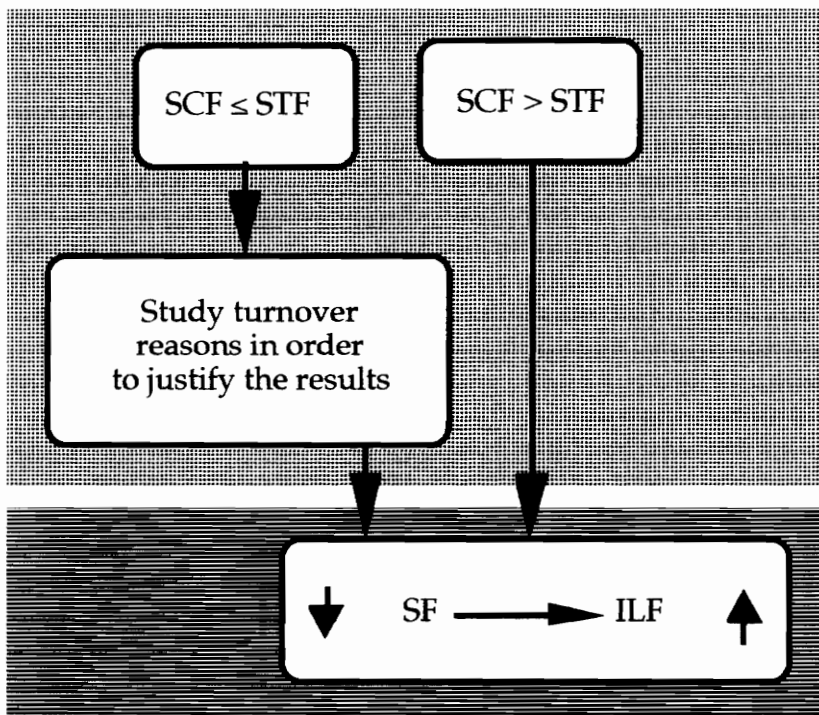 SCF ≤ STF
SCF > STF
Study turnover
reasons in order
to justify the results
SF
ILF